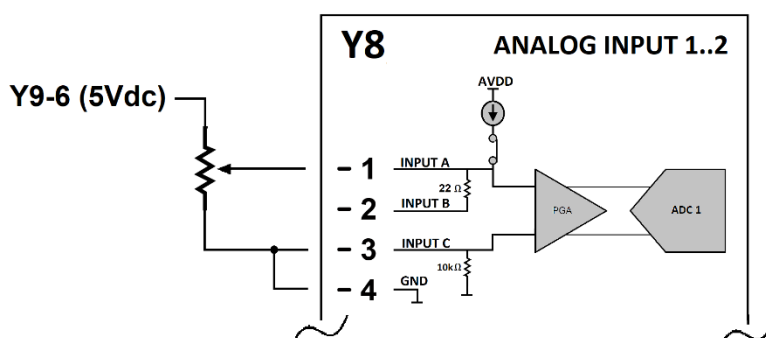 Y8 ANALOG INPUT 1..2
AVDD
Y9-6 (5Vdc)
- 1 INPUT A
22 Ω
- 2 INPUT B
PGA
ADC 1
- 3 INPUT C
10kΩ
- 4 GND